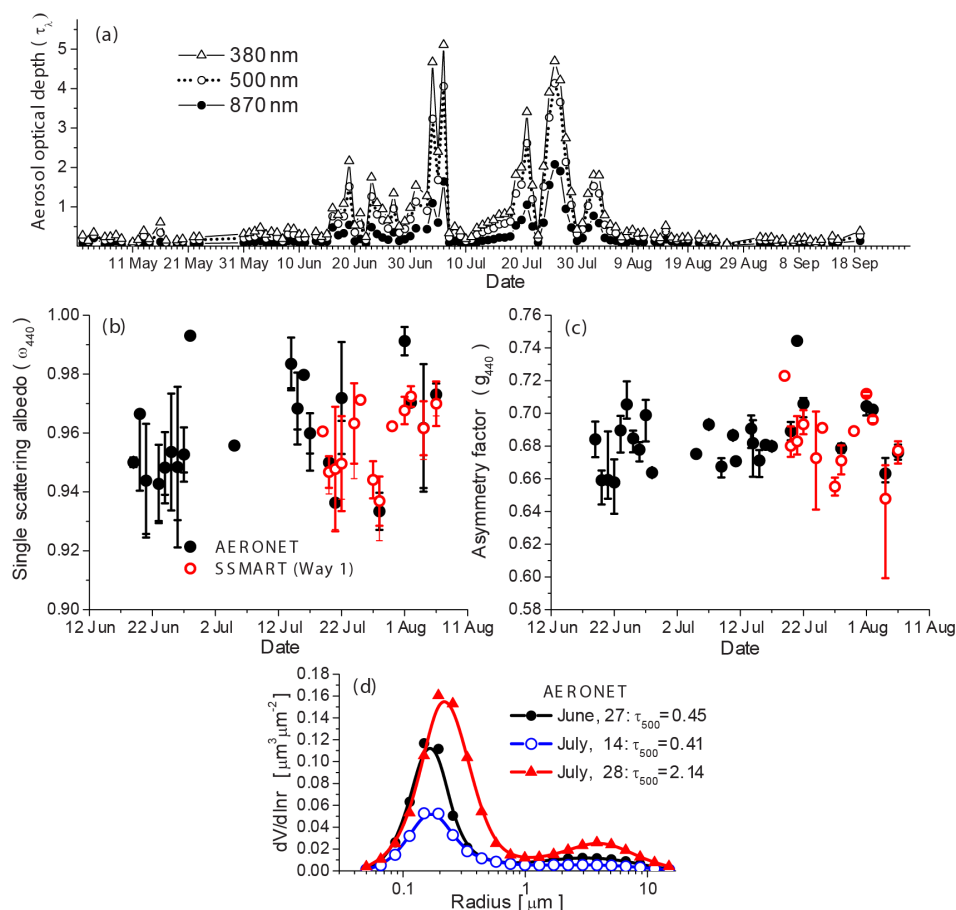 (a)
380 nm
500 nm
870 nm
Aerosol optical depth (τλ)
5
4
3
2
1
11 May 21 May 31 May 10 Jun 20 Jun 30 Jun 10 Jul 20 Jul 30 Jul 9 Aug 19 Aug 29 Aug 8 Sep 18 Sep
Date
(b)
Single scattering albedo (ω440)
1.00
0.98
0.96
0.94
0.92
0.90
AERONET
SSMART (Way 1)
12 Jun 22 Jun 2 Jul 12 Jul 22 Jul 1 Aug 11 Aug
Date
(c)
Asymmetry factor (g440)
0.76
0.74
0.72
0.70
0.68
0.66
0.64
0.62
0.60
0.58
12 Jun 22 Jun 2 Jul 12 Jul 22 Jul 1 Aug 11 Aug
Date
(d)
dV/dlnr [μm3μm-2]
0.18
0.16
0.14
0.12
0.10
0.08
0.06
0.04
0.02
0.00
AERONET
June, 27: τ500=0.45
July, 14: τ500=0.41
July, 28: τ500=2.14
0.1 1 10
Radius [μm]